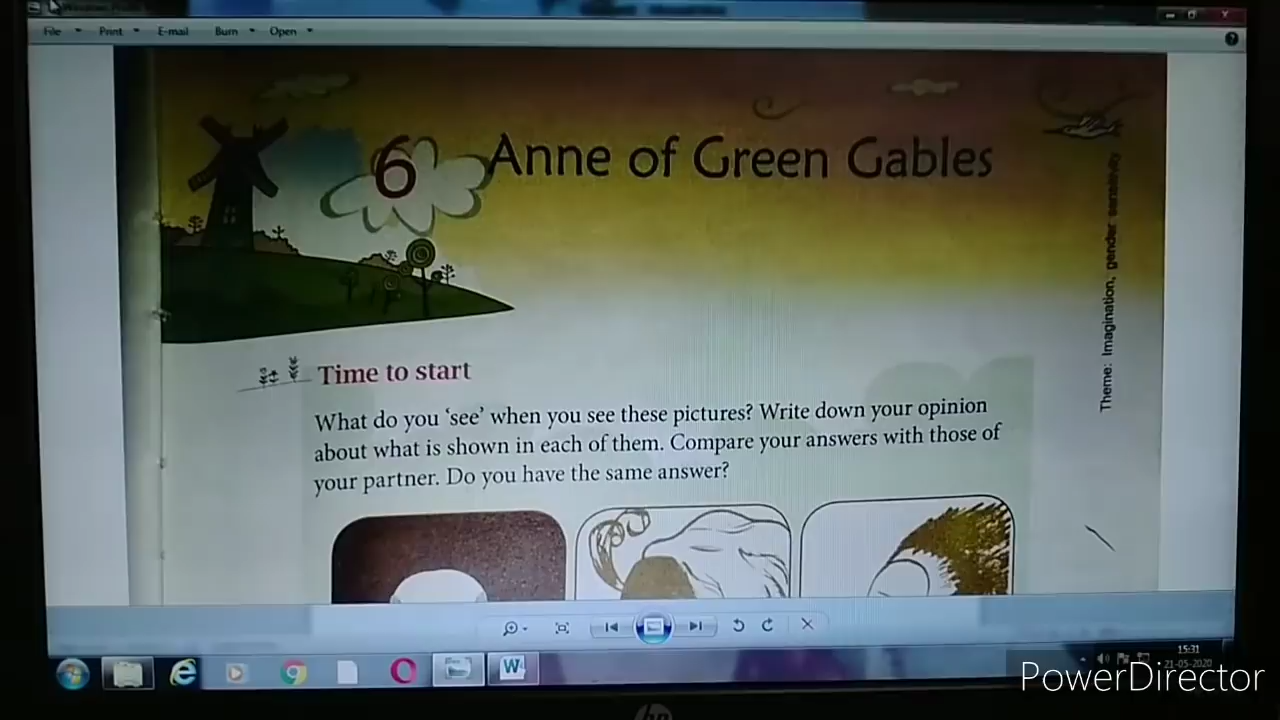 File Print E-mail Burn Open
6 Anne of Green Gables
Theme: Imagination, gender sensitivity
Time to start
What do you 'see' when you see these pictures? Write down your opinion
about what is shown in each of them. Compare your answers with those of
your partner. Do you have the same answer?
15:31
21-05-2020
PowerDirector
hp